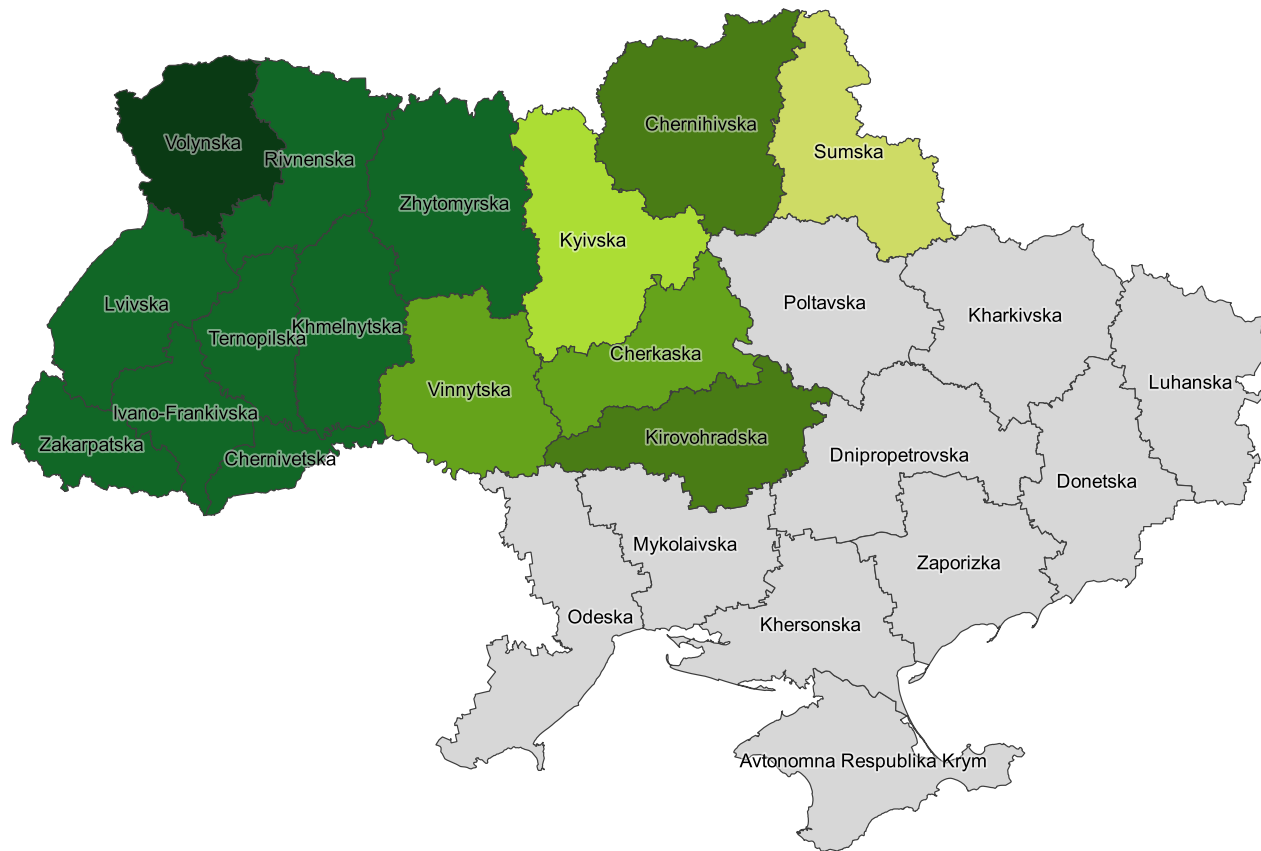 Chernihivska
Volynska
Sumska
Rivnenska
Zhytomyrska
Kyivska
Lvivska
Poltavska
Kharkivska
Khmelnytska
Ternopilska
Cherkaska
Luhanska
Vinnytska
Ivano-Frankivska
Kirovohradska
Zakarpatska
Chernivetska
Dnipropetrovska
Donetska
Mykolaivska
Zaporizka
Odeska
Khersonska
Avtonomna Respublika Krym